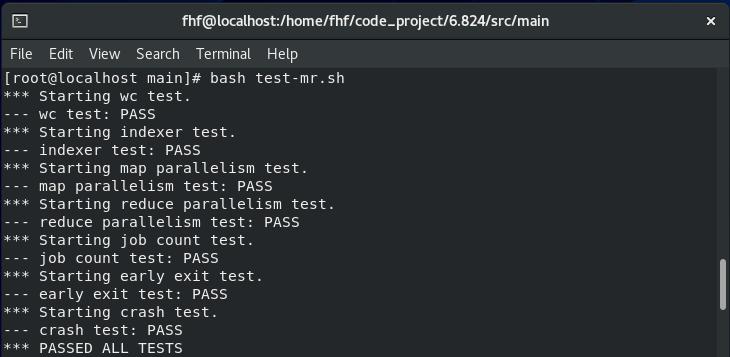 fhf@localhost:/home/fhf/code_project/6.824/src/main
File Edit View Search Terminal Help
[root@localhost main]# bash test-mr.sh
*** Starting wc test.
--- wc test: PASS
*** Starting indexer test.
--- indexer test: PASS
*** Starting map parallelism test.
--- map parallelism test: PASS
*** Starting reduce parallelism test.
--- reduce parallelism test: PASS
*** Starting job count test.
--- job count test: PASS
*** Starting early exit test.
--- early exit test: PASS
*** Starting crash test.
--- crash test: PASS
*** PASSED ALL TESTS